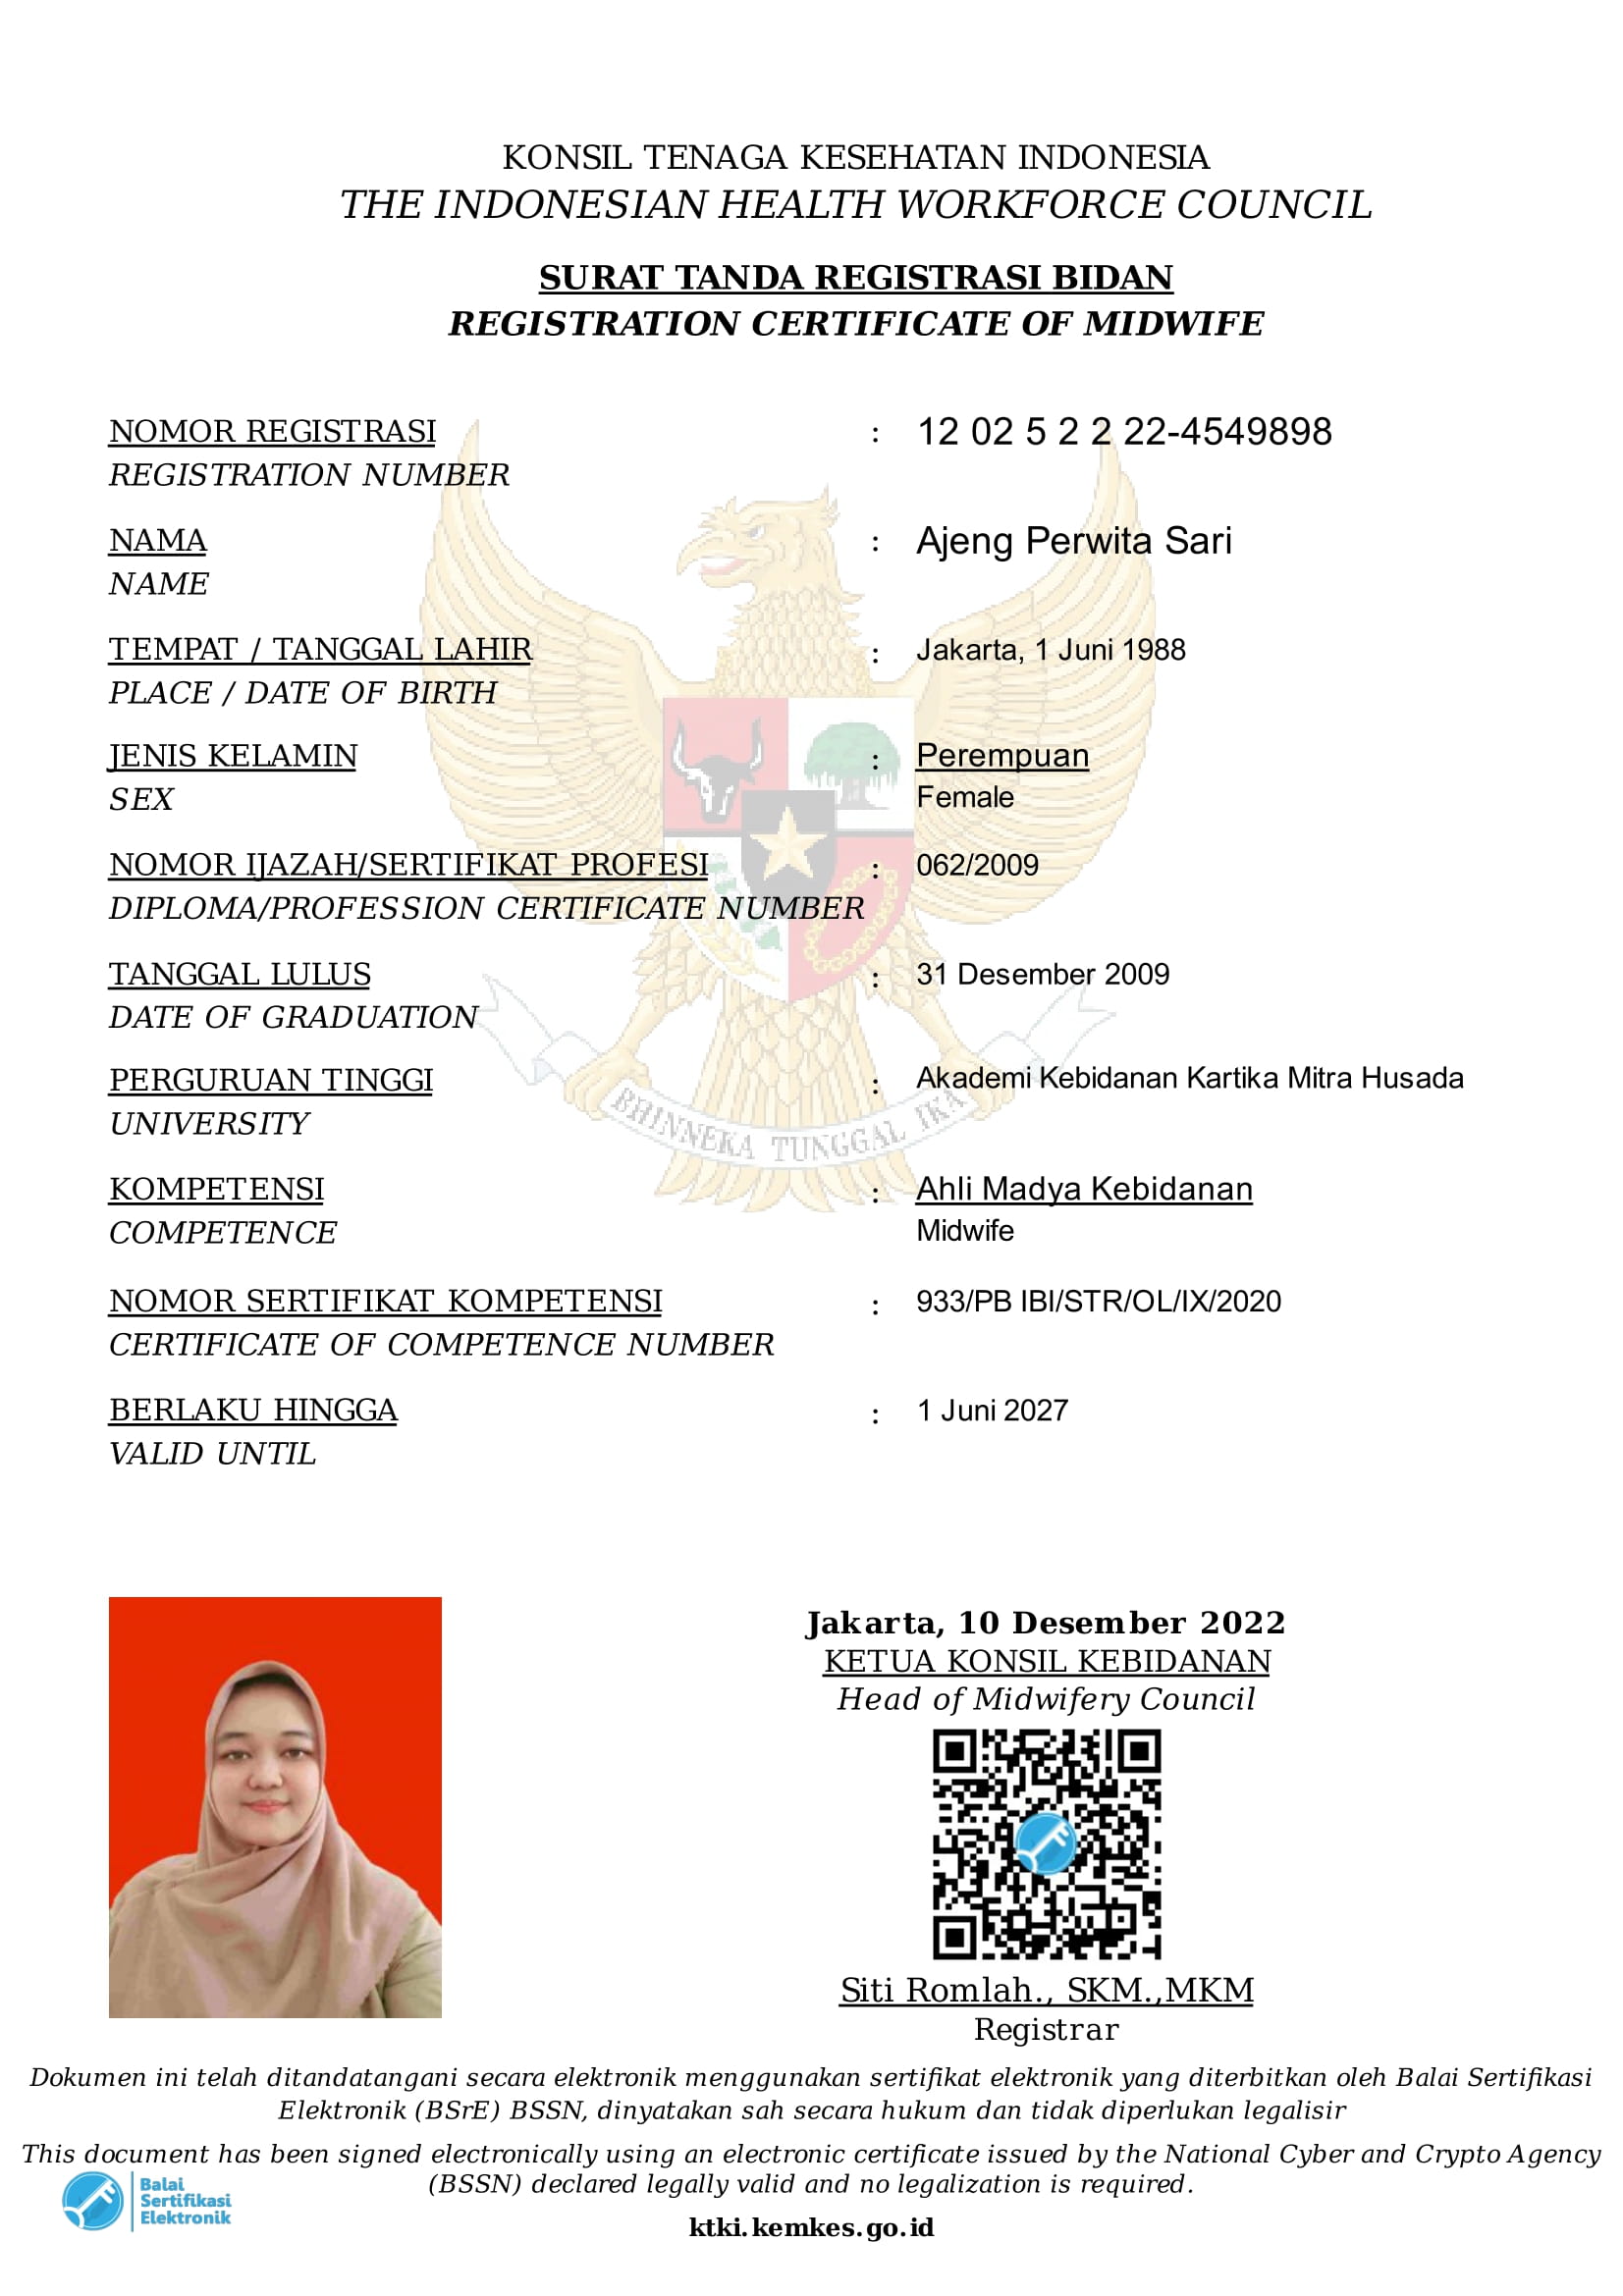 KONSIL TENAGA KESEHATAN INDONESIA
THE INDONESIAN HEALTH WORKFORCE COUNCIL
SURAT TANDA REGISTRASI BIDAN
REGISTRATION CERTIFICATE OF MIDWIFE
NOMOR REGISTRASI : 12 02 5 2 2 22-4549898
REGISTRATION NUMBER
NAMA : Ajeng Perwita Sari
NAME
TEMPAT / TANGGAL LAHIR : Jakarta, 1 Juni 1988
PLACE / DATE OF BIRTH
JENIS KELAMIN : Perempuan
SEX Female
NOMOR IJAZAH/SERTIFIKAT PROFESI : 062/2009
DIPLOMA/PROFESSION CERTIFICATE NUMBER
TANGGAL LULUS : 31 Desember 2009
DATE OF GRADUATION
PERGURUAN TINGGI : Akademi Kebidanan Kartika Mitra Husada
UNIVERSITY
BHINNEKA TUNGGAL IKA
KOMPETENSI : Ahli Madya Kebidanan
COMPETENCE Midwife
NOMOR SERTIFIKAT KOMPETENSI : 933/PB IBI/STR/OL/IX/2020
CERTIFICATE OF COMPETENCE NUMBER
BERLAKU HINGGA : 1 Juni 2027
VALID UNTIL
Jakarta, 10 Desember 2022
KETUA KONSIL KEBIDANAN
Head of Midwifery Council
Siti Romlah., SKM.,MKM
Registrar
Dokumen ini telah ditandatangani secara elektronik menggunakan sertifikat elektronik yang diterbitkan oleh Balai Sertifikasi
Elektronik (BSrE) BSSN, dinyatakan sah secara hukum dan tidak diperlukan legalisir
This document has been signed electronically using an electronic certificate issued by the National Cyber and Crypto Agency
(BSSN) declared legally valid and no legalization is required.
Balai
Sertifikasi
Elektronik
ktki.kemkes.go.id